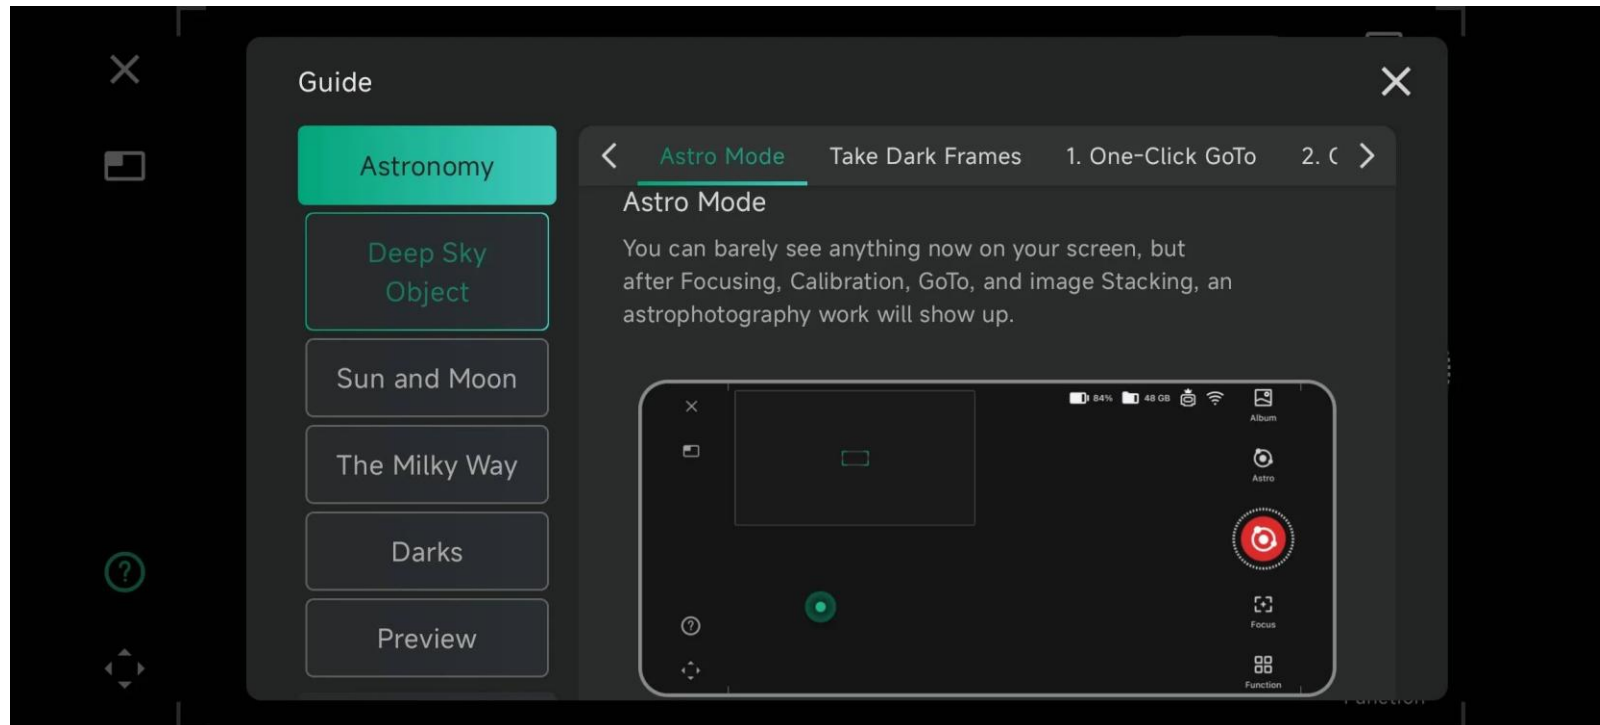 Guide
Astronomy
Deep Sky
Object
Sun and Moon
The Milky Way
Darks
Preview
Astro Mode
Take Dark Frames
1. One-Click GoTo
2. C
Astro Mode
You can barely see anything now on your screen, but
after Focusing, Calibration, GoTo, and image Stacking, an
astrophotography work will show up.
84%
48 GB
Album
Astro
Focus
Function